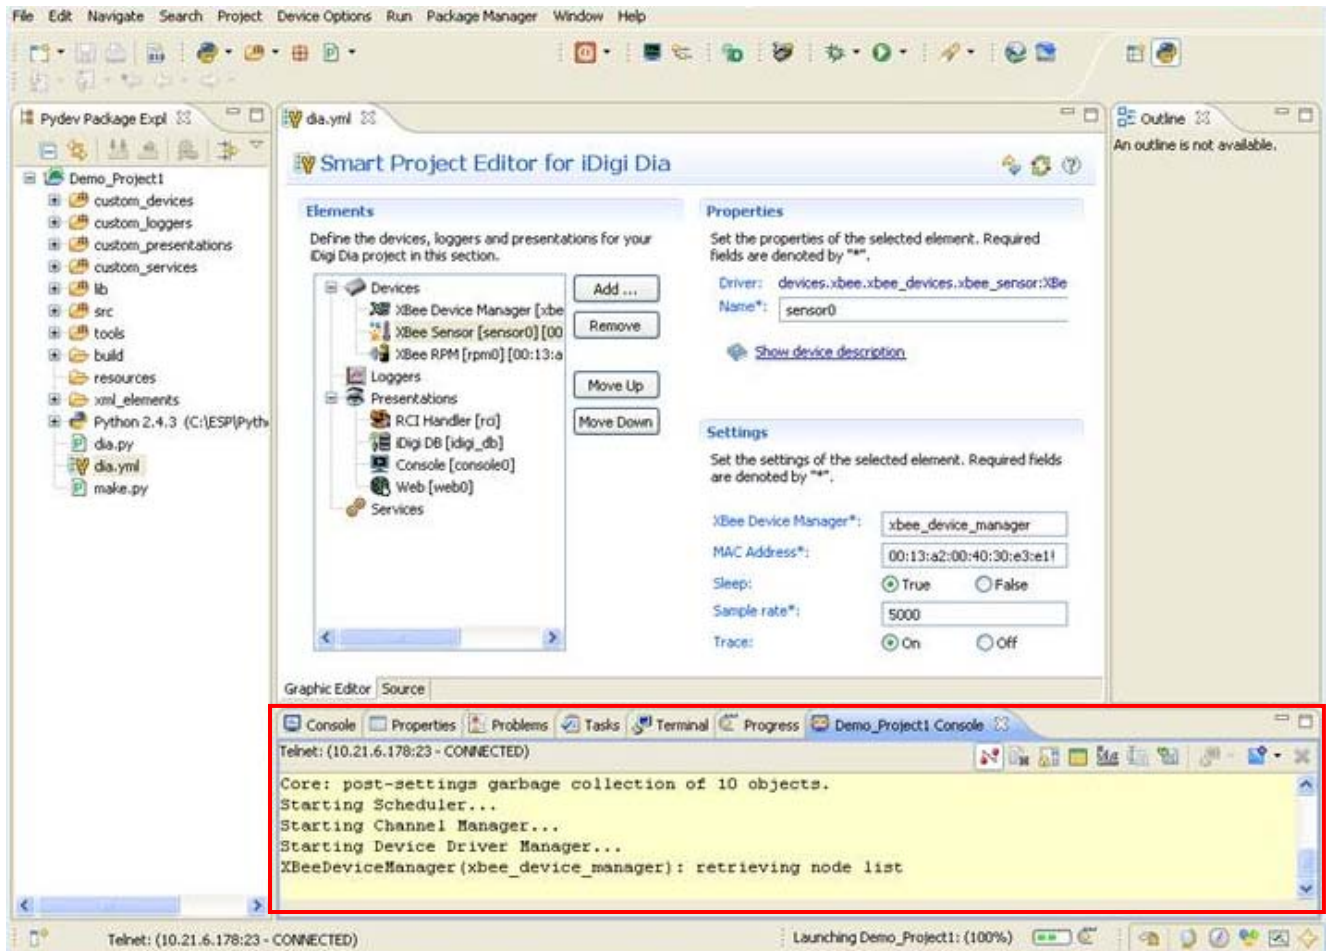 File Edit Navigate Search Project Device Options Run Package Manager Window Help
Pydev Package Expl
Demo_Project1
custom_devices
custom_loggers
custom_presentations
custom_services
lib
src
tools
build
resources
xml_elements
Python 2.4.3 (C:\ESP\Pyth
dia.py
dia.yml
make.py
dia.yml
Smart Project Editor for iDigi Dia
Elements
Define the devices, loggers and presentations for your
iDigi Dia project in this section.
Devices
XBee Device Manager [xbe
XBee Sensor [sensor0] [00
XBee RPM [rpm0] [00:13:a
Loggers
Presentations
RCI Handler [rci]
iDigi DB [idigi_db]
Console [console0]
Web [web0]
Services
Add ...
Remove
Move Up
Move Down
Properties
Set the properties of the selected element. Required
fields are denoted by "*".
Driver: devices.xbee.xbee_devices.xbee_sensor:XBe
Name*: sensor0
Show device description
Settings
Set the settings of the selected element. Required fields
are denoted by "*".
XBee Device Manager*: xbee_device_manager
MAC Address*: 00:13:a2:00:40:30:e3:e1
Sleep: True False
Sample rate*: 5000
Trace: On Off
Graphic Editor Source
Outline
An outline is not available.
Console Properties Problems Tasks Terminal Progress Demo_Project1 Console
Telnet: (10.21.6.178:23 - CONNECTED)
Core: post-settings garbage collection of 10 objects.
Starting Scheduler...
Starting Channel Manager...
Starting Device Driver Manager...
XBeeDeviceManager(xbee_device_manager): retrieving node list
Telnet: (10.21.6.178:23 - CONNECTED)
Launching Demo_Project1: (100%)